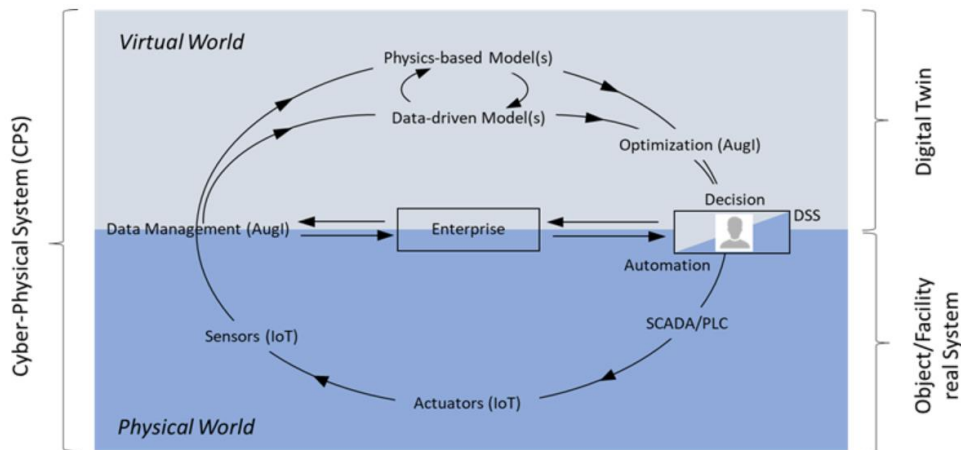 Virtual World
Physics-based Model(s)
Data-driven Model(s)
Optimization (AugI)
Decision
DSS
Data Management (AugI)
Enterprise
Automation
Sensors (IoT)
SCADA/PLC
Actuators (IoT)
Physical World
Cyber-Physical System (CPS)
Digital Twin
Object/Facility
real System